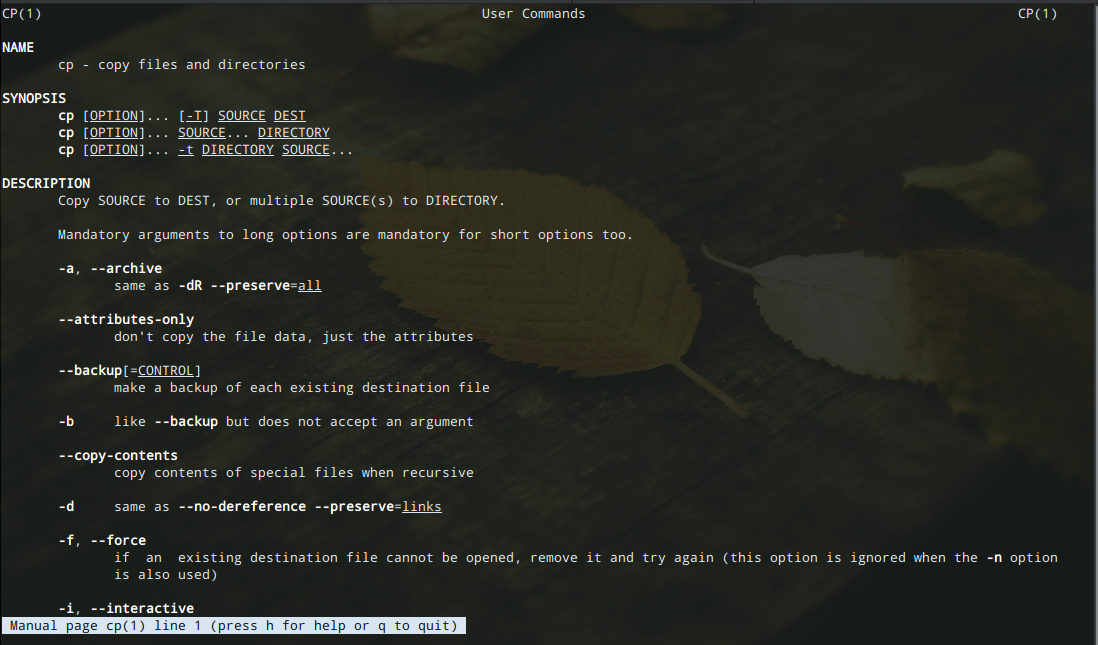 CP(1) User Commands CP(1)
NAME
cp - copy files and directories
SYNOPSIS
cp [OPTION]... [-T] SOURCE DEST
cp [OPTION]... SOURCE... DIRECTORY
cp [OPTION]... -t DIRECTORY SOURCE...
DESCRIPTION
Copy SOURCE to DEST, or multiple SOURCE(s) to DIRECTORY.
Mandatory arguments to long options are mandatory for short options too.
-a, --archive
same as -dR --preserve=all
--attributes-only
don't copy the file data, just the attributes
--backup[=CONTROL]
make a backup of each existing destination file
-b like --backup but does not accept an argument
--copy-contents
copy contents of special files when recursive
-d same as --no-dereference --preserve=links
-f, --force
if an existing destination file cannot be opened, remove it and try again (this option is ignored when the -n option
is also used)
-i, --interactive
Manual page cp(1) line 1 (press h for help or q to quit)